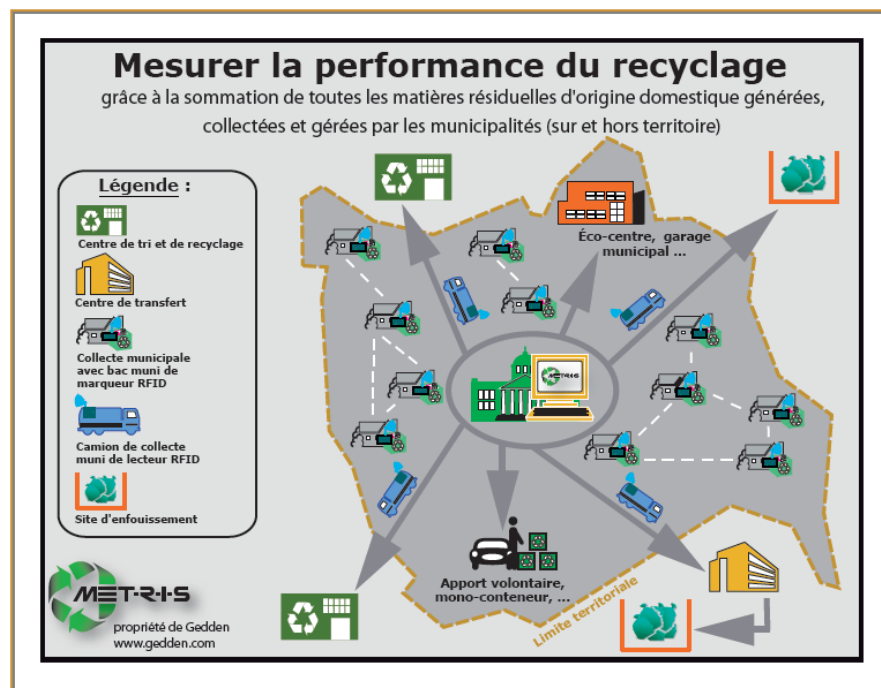 Mesurer la performance du recyclage
grâce à la sommation de toutes les matières résiduelles d'origine domestique générées,
collectées et gérées par les municipalités (sur et hors territoire)
Légende :
Centre de tri et de recyclage
Centre de transfert
Collecte municipale
avec bac muni de
marqueur RFID
Camion de collecte
muni de lecteur RFID
Site d'enfouissement
Éco-centre, garage
municipal ...
MET-R-I-S
Apport volontaire,
mono-conteneur, ...
Limite territoriale
MET-R-I-S
propriété de Gedden
www.gedden.com